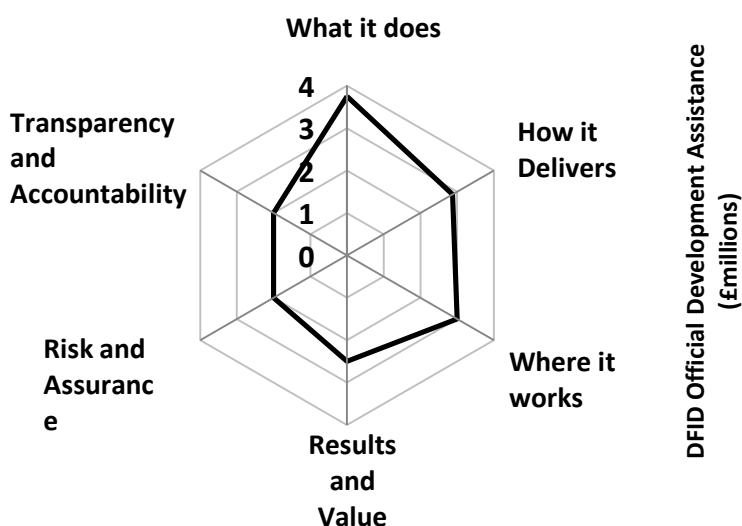 What it does
4
3
2
1
0
How it
Delivers
Where it
works
Results
and
Value
Risk and
Assuranc
e
Transparency
and
Accountability
DFID Official Development Assistance
(£millions)